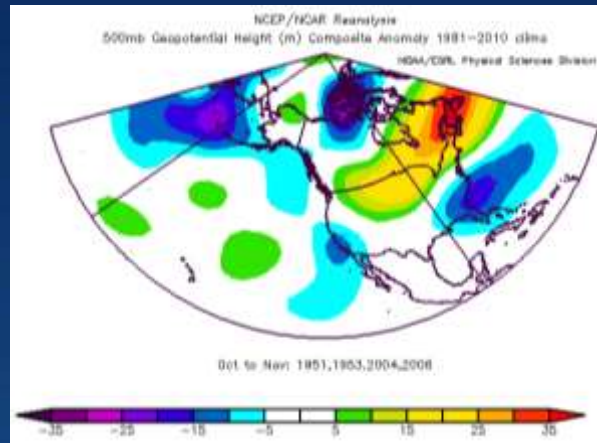 NCEP/NCAR Reanalysis
500mb Geopotential Height (m) Composite Anomaly 1981-2010 climo
NOAA/ESRL Physical Sciences Division
Oct to Nov: 1951,1953,2004,2006
-35 -25 -15 -5 5 15 25 35